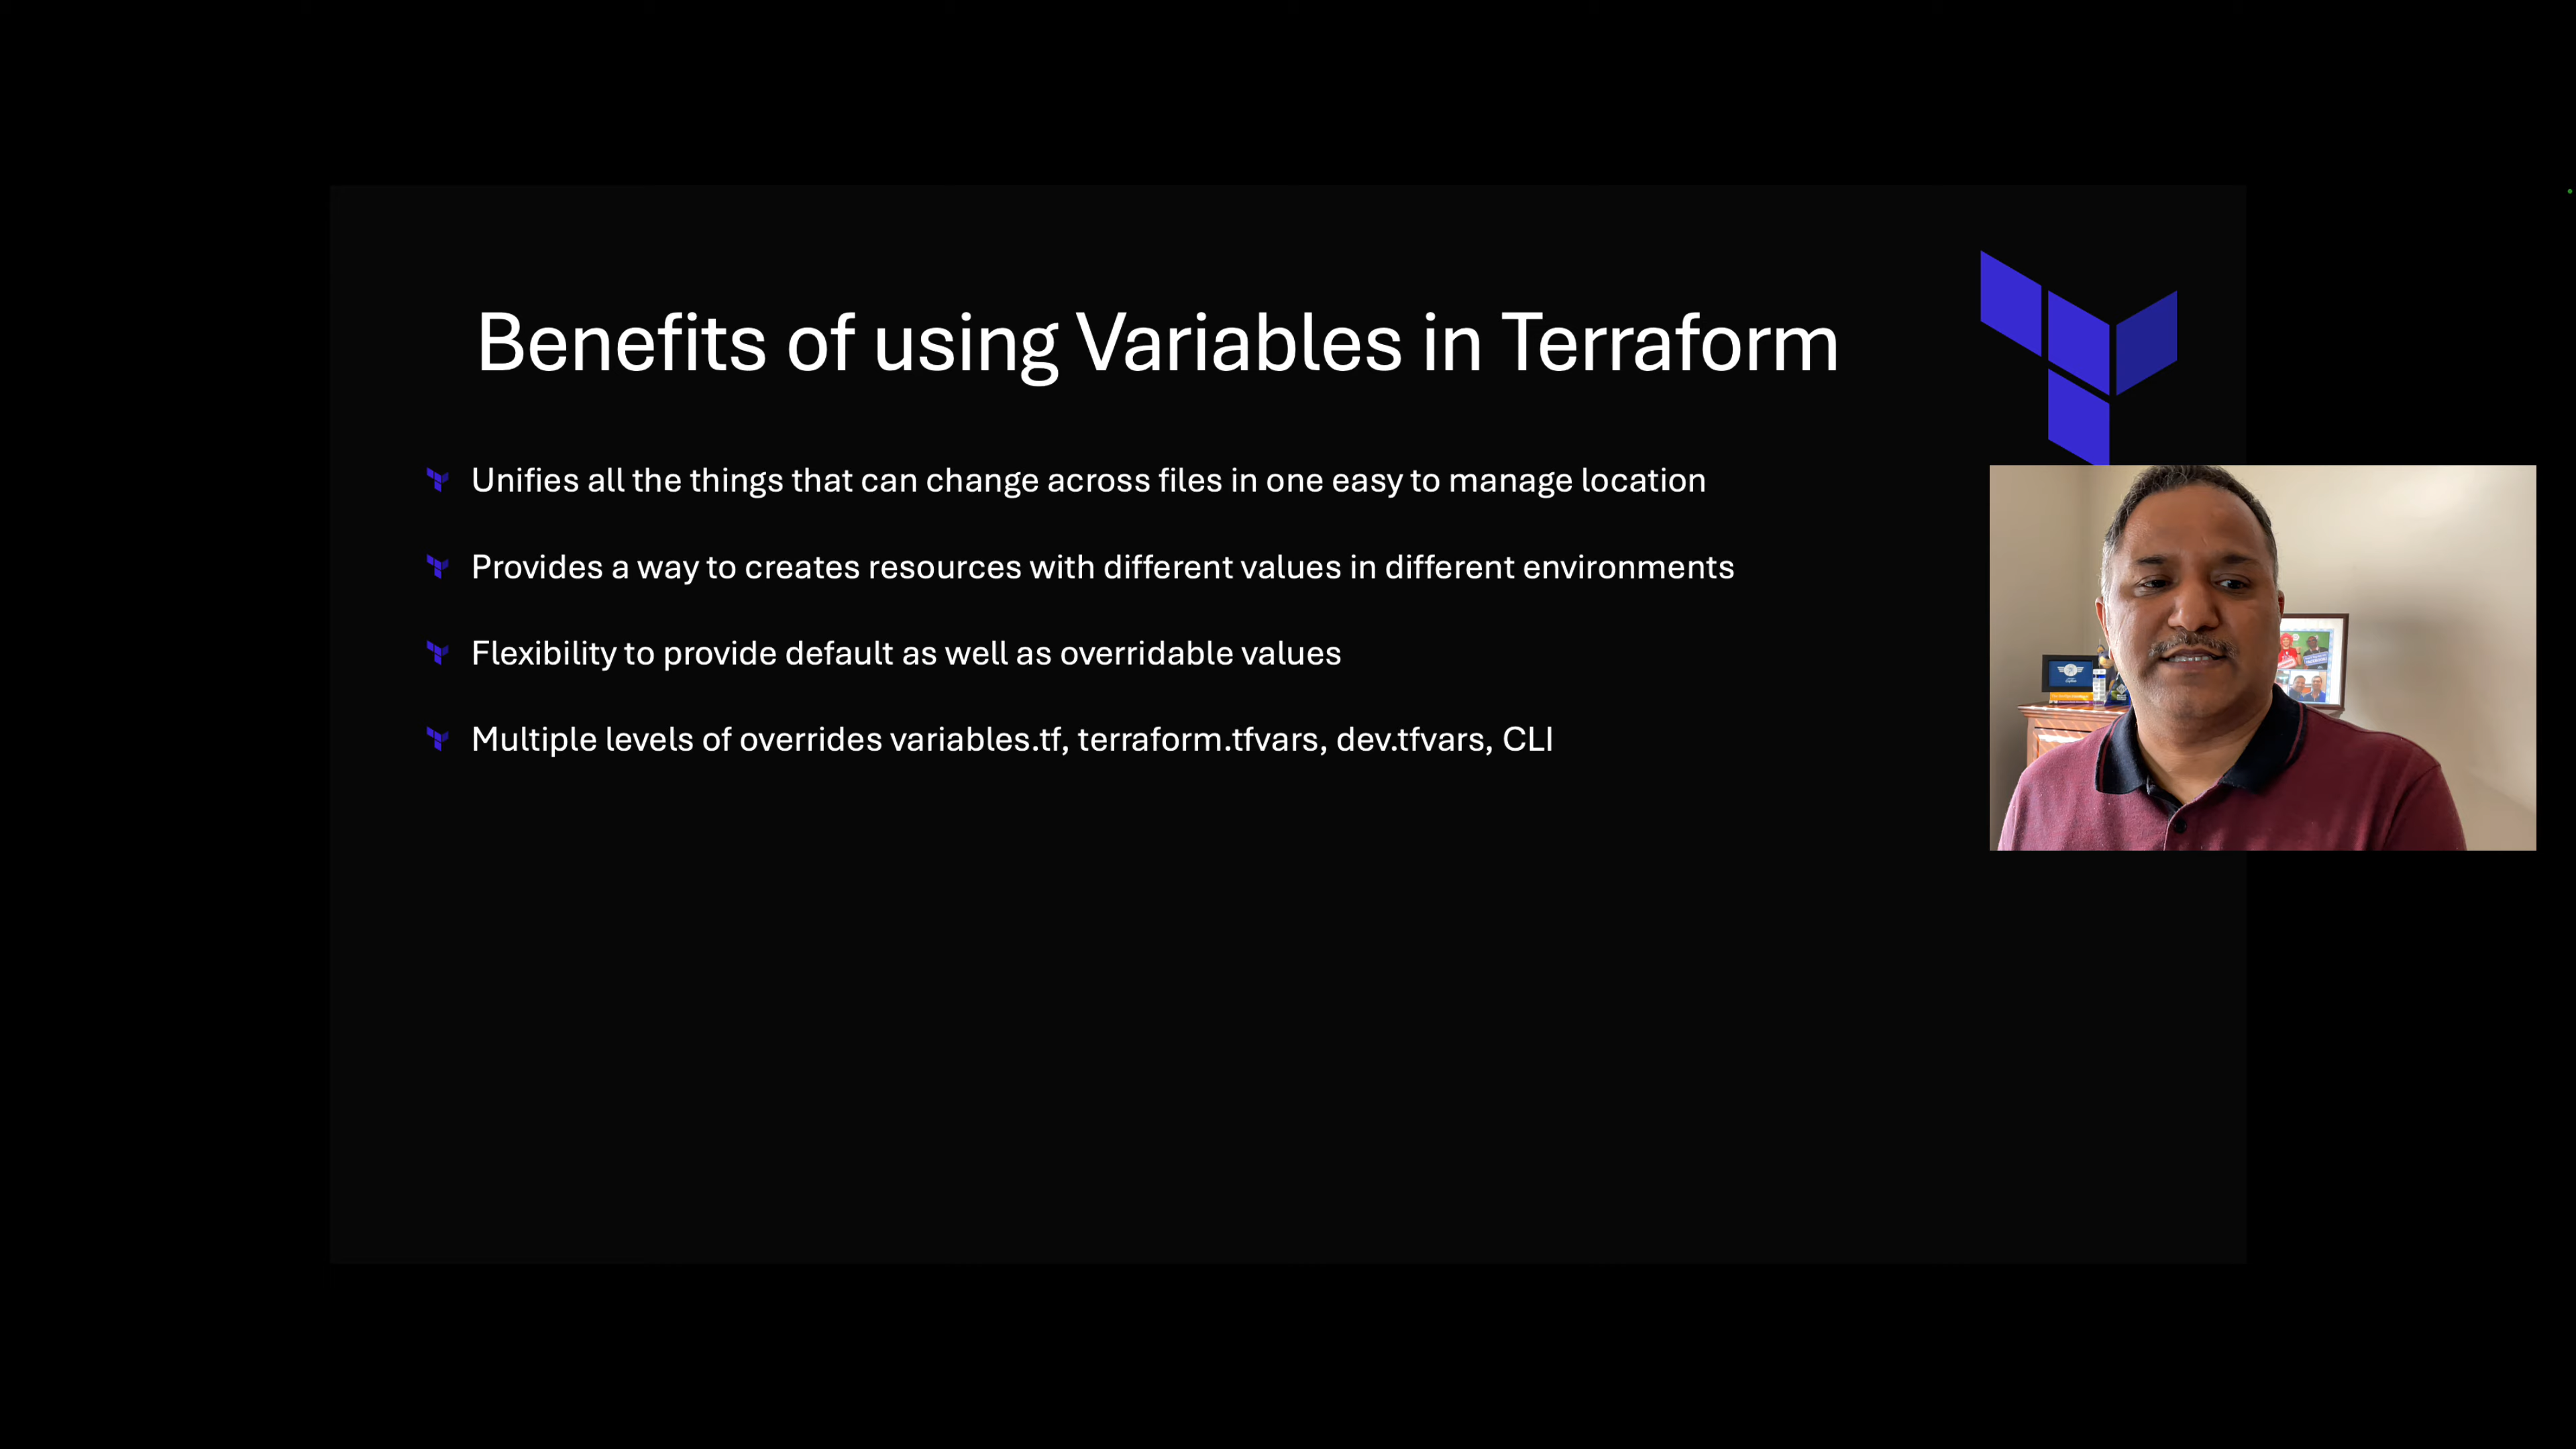 Benefits of using Variables in Terraform
Unifies all the things that can change across files in one easy to manage location
Provides a way to creates resources with different values in different environments
Flexibility to provide default as well as overridable values
Multiple levels of overrides variables.tf, terraform.tfvars, dev.tfvars, CLI